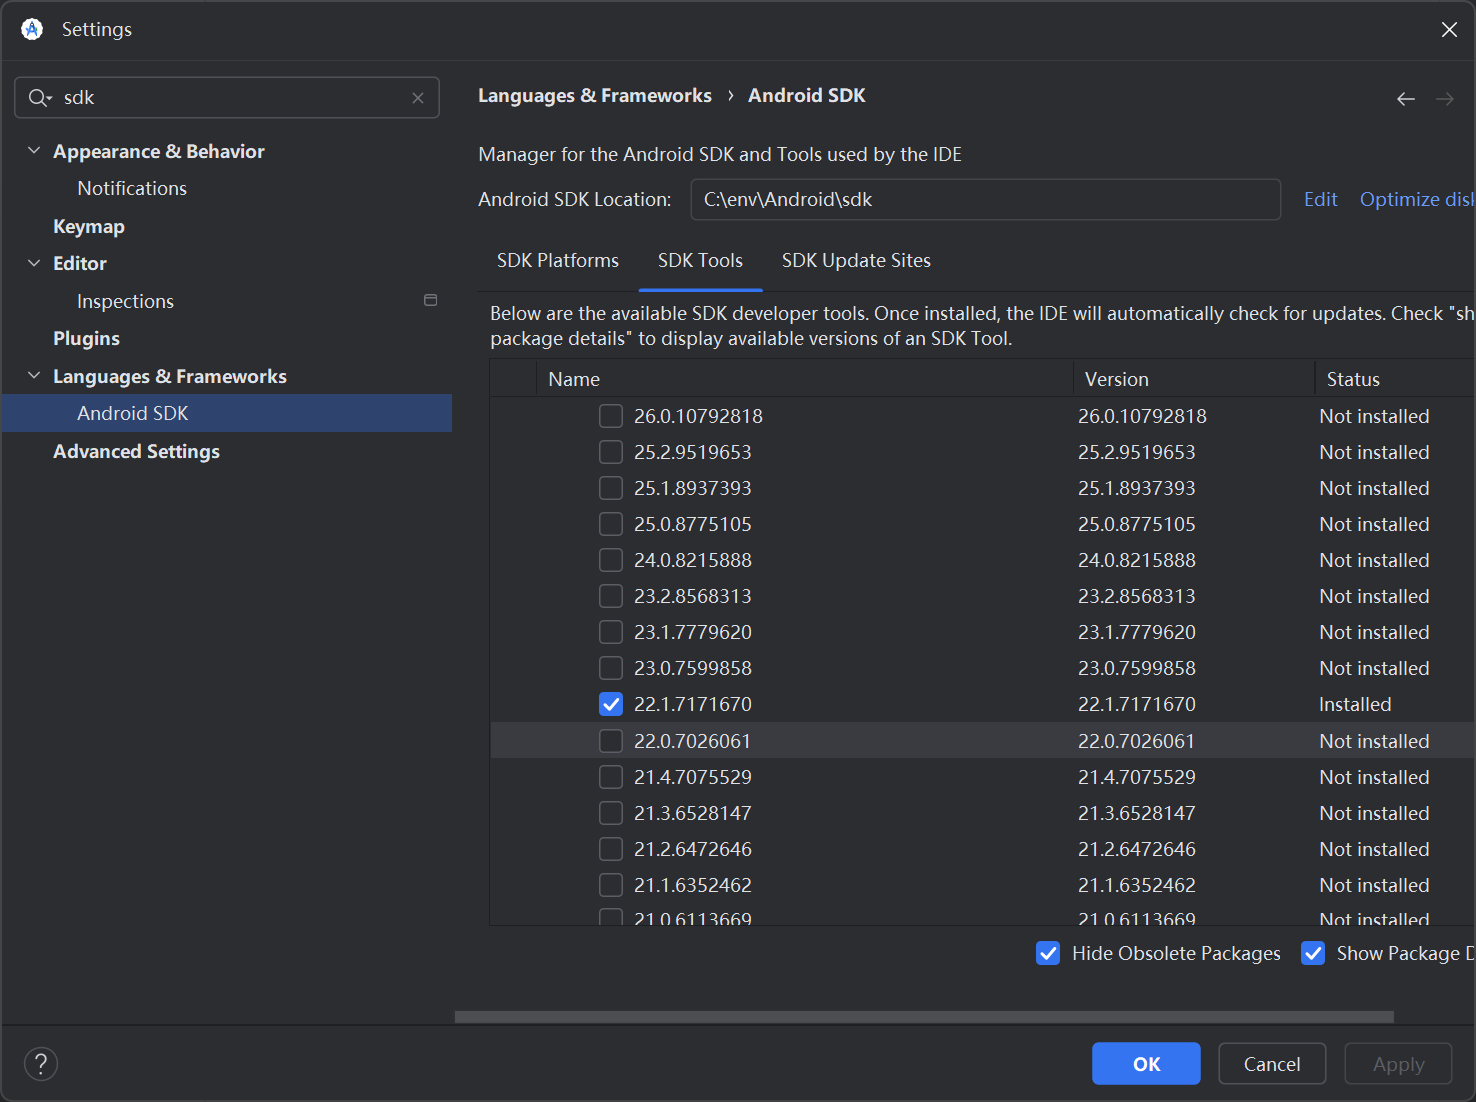 Settings
sdk
Appearance & Behavior
Notifications
Keymap
Editor
Inspections
Plugins
Languages & Frameworks
Android SDK
Advanced Settings
Languages & Frameworks › Android SDK
Manager for the Android SDK and Tools used by the IDE
Android SDK Location: C:\env\Android\sdk Edit Optimize disk
SDK Platforms SDK Tools SDK Update Sites
Below are the available SDK developer tools. Once installed, the IDE will automatically check for updates. Check "sh
package details" to display available versions of an SDK Tool.
Name Version Status
26.0.10792818 26.0.10792818 Not installed
25.2.9519653 25.2.9519653 Not installed
25.1.8937393 25.1.8937393 Not installed
25.0.8775105 25.0.8775105 Not installed
24.0.8215888 24.0.8215888 Not installed
23.2.8568313 23.2.8568313 Not installed
23.1.7779620 23.1.7779620 Not installed
23.0.7599858 23.0.7599858 Not installed
22.1.7171670 22.1.7171670 Installed
22.0.7026061 22.0.7026061 Not installed
21.4.7075529 21.4.7075529 Not installed
21.3.6528147 21.3.6528147 Not installed
21.2.6472646 21.2.6472646 Not installed
21.1.6352462 21.1.6352462 Not installed
21.0.6113669 21.0.6113669 Not installed
Hide Obsolete Packages Show Package D
? OK Cancel Apply